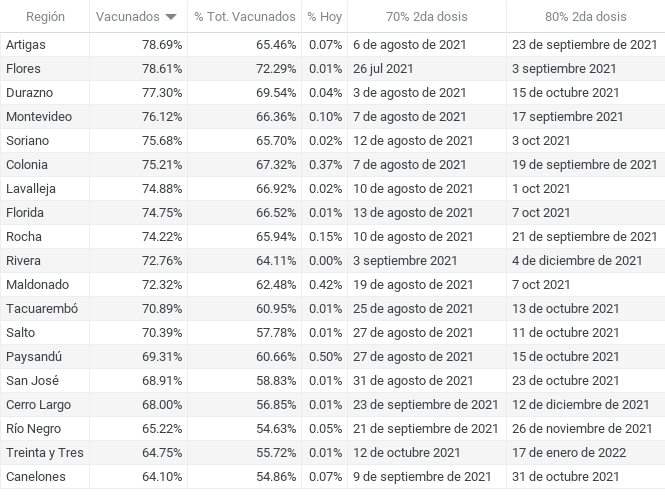 Región Vacunados % Tot. Vacunados % Hoy 70% 2da dosis 80% 2da dosis
Artigas 78.69% 65.46% 0.07% 6 de agosto de 2021 23 de septiembre de 2021
Flores 78.61% 72.29% 0.01% 26 jul 2021 3 septiembre 2021
Durazno 77.30% 69.54% 0.04% 3 de agosto de 2021 15 de octubre 2021
Montevideo 76.12% 66.36% 0.10% 7 de agosto de 2021 17 septiembre 2021
Soriano 75.68% 65.70% 0.02% 12 de agosto de 2021 3 oct 2021
Colonia 75.21% 67.32% 0.37% 7 de agosto de 2021 19 de septiembre de 2021
Lavalleja 74.88% 66.92% 0.02% 10 de agosto de 2021 1 oct 2021
Florida 74.75% 66.52% 0.01% 13 de agosto de 2021 7 oct 2021
Rocha 74.22% 65.94% 0.15% 10 de agosto de 2021 21 de septiembre de 2021
Rivera 72.76% 64.11% 0.00% 3 septiembre 2021 4 de diciembre de 2021
Maldonado 72.32% 62.48% 0.42% 19 de agosto de 2021 7 oct 2021
Tacuarembó 70.89% 60.95% 0.01% 25 de agosto de 2021 13 de octubre 2021
Salto 70.39% 57.78% 0.01% 27 de agosto de 2021 11 de octubre 2021
Paysandú 69.31% 60.66% 0.50% 27 de agosto de 2021 15 de octubre 2021
San José 68.91% 58.83% 0.01% 31 de agosto de 2021 23 de octubre 2021
Cerro Largo 68.00% 56.85% 0.01% 23 de septiembre de 2021 12 de diciembre de 2021
Río Negro 65.22% 54.63% 0.05% 21 de septiembre de 2021 26 de noviembre de 2021
Treinta y Tres 64.75% 55.72% 0.01% 12 de octubre 2021 17 de enero de 2022
Canelones 64.10% 54.86% 0.07% 9 de septiembre de 2021 31 de octubre 2021